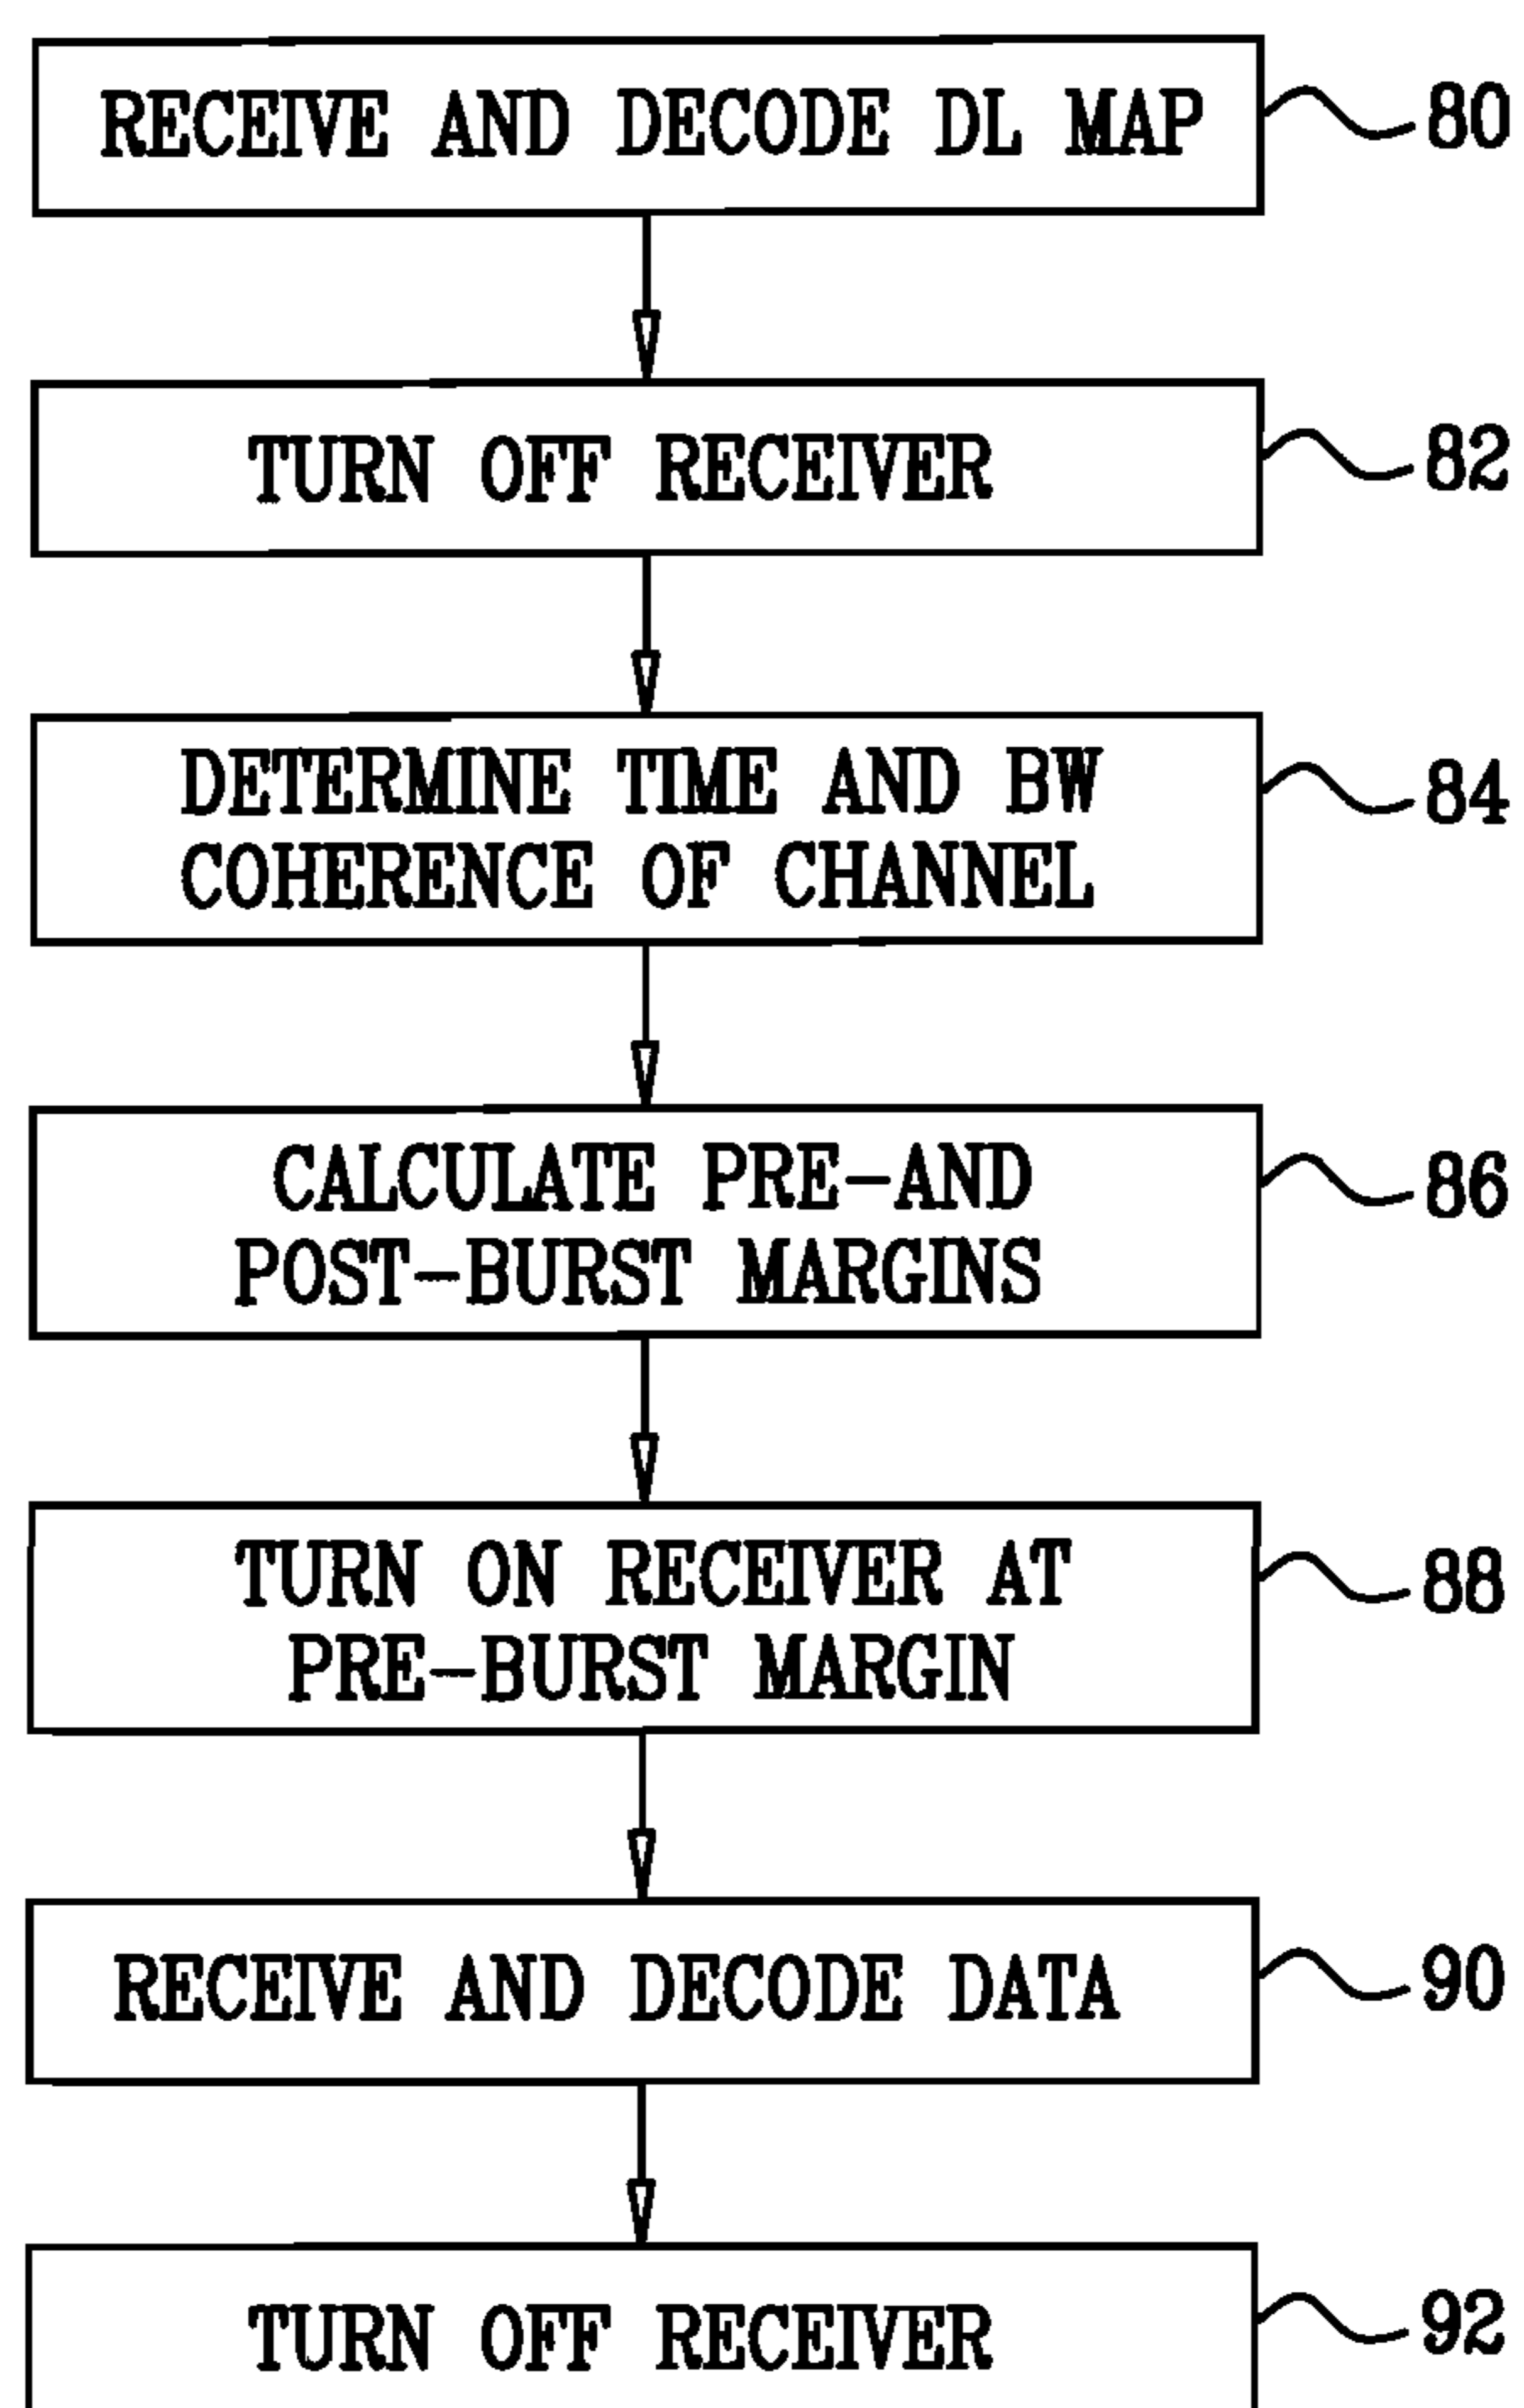 RECEIVE AND DECODE DL MAP
80
TURN OFF RECEIVER
82
DETERMINE TIME AND BW
COHERENCE OF CHANNEL
84
CALCULATE PRE-AND
POST-BURST MARGINS
86
TURN ON RECEIVER AT
PRE-BURST MARGIN
88
RECEIVE AND DECODE DATA
90
TURN OFF RECEIVER
92